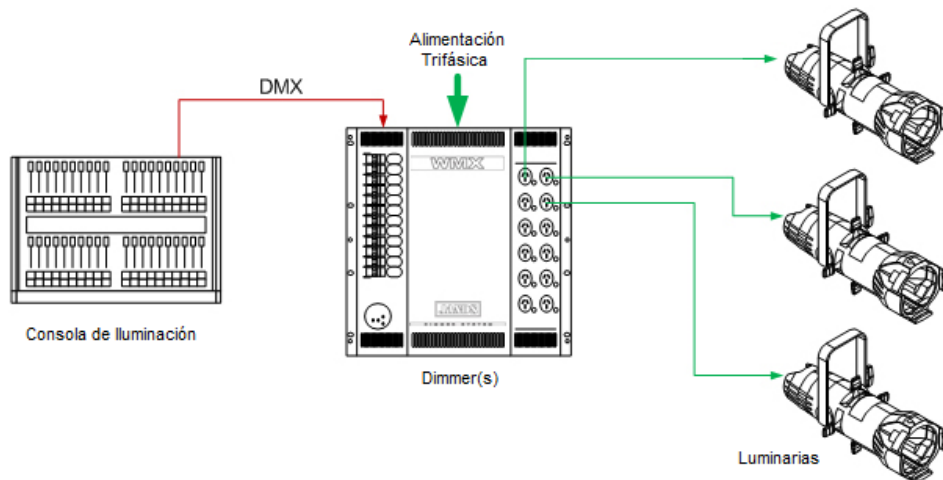 Alimentación
Trifásica
DMX
WMX
Consola de Iluminación
Dimmer(s)
Luminarias